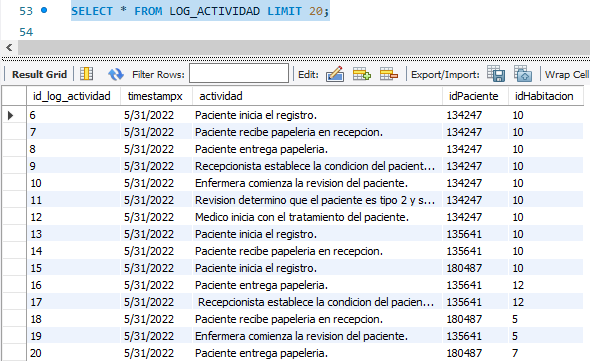 53 SELECT * FROM LOG_ACTIVIDAD LIMIT 20;
54
Result Grid Filter Rows: Edit: Export/Import: Wrap Cell
id_log_actividad timestampx actividad idPaciente idHabitacion
6 5/31/2022 Paciente inicia el registro. 134247 10
7 5/31/2022 Paciente recibe papeleria en recepcion. 134247 10
8 5/31/2022 Paciente entrega papeleria. 134247 10
9 5/31/2022 Recepcionista establece la condicion del pacient... 134247 10
10 5/31/2022 Enfermera comienza la revision del paciente. 134247 10
11 5/31/2022 Revision determino que el paciente es tipo 2 y s... 134247 10
12 5/31/2022 Medico inicia con el tratamiento del paciente. 134247 10
13 5/31/2022 Paciente inicia el registro. 135641 10
14 5/31/2022 Paciente recibe papeleria en recepcion. 135641 10
15 5/31/2022 Paciente inicia el registro. 180487 10
16 5/31/2022 Paciente entrega papeleria. 135641 12
17 5/31/2022 Recepcionista establece la condicion del pacien... 135641 12
18 5/31/2022 Paciente recibe papeleria en recepcion. 180487 5
19 5/31/2022 Enfermera comienza la revision del paciente. 135641 5
20 5/31/2022 Paciente entrega papeleria. 180487 7